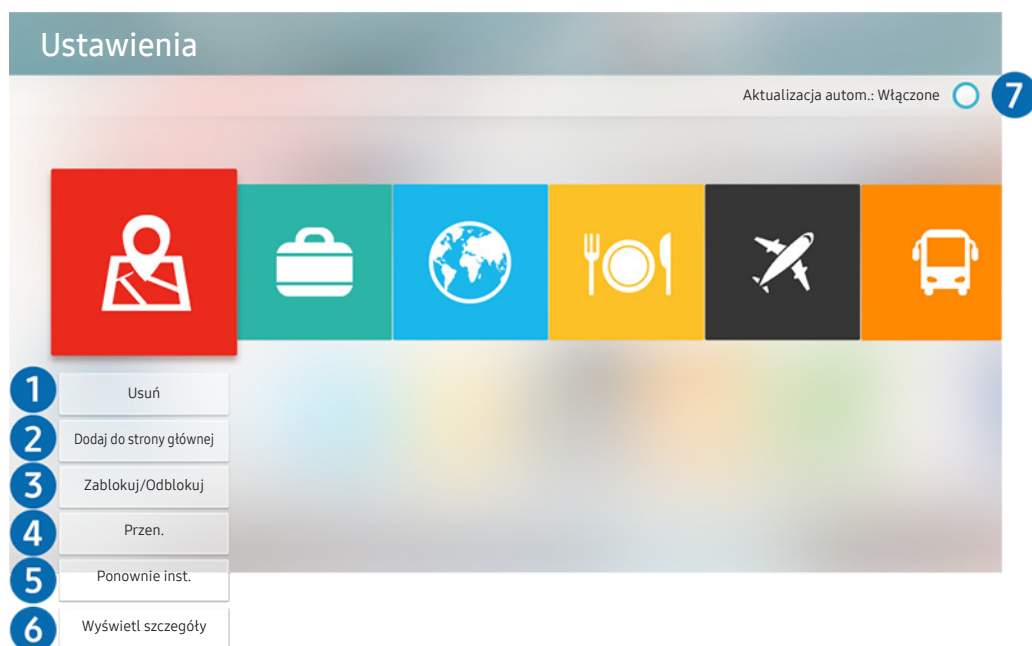 Ustawienia
Aktualizacja autom.: Włączone
7
1
Usuń
2
Dodaj do strony głównej
3
Zablokuj/Odblokuj
4
Przen.
5
Ponownie inst.
6
Wyświetl szczegóły